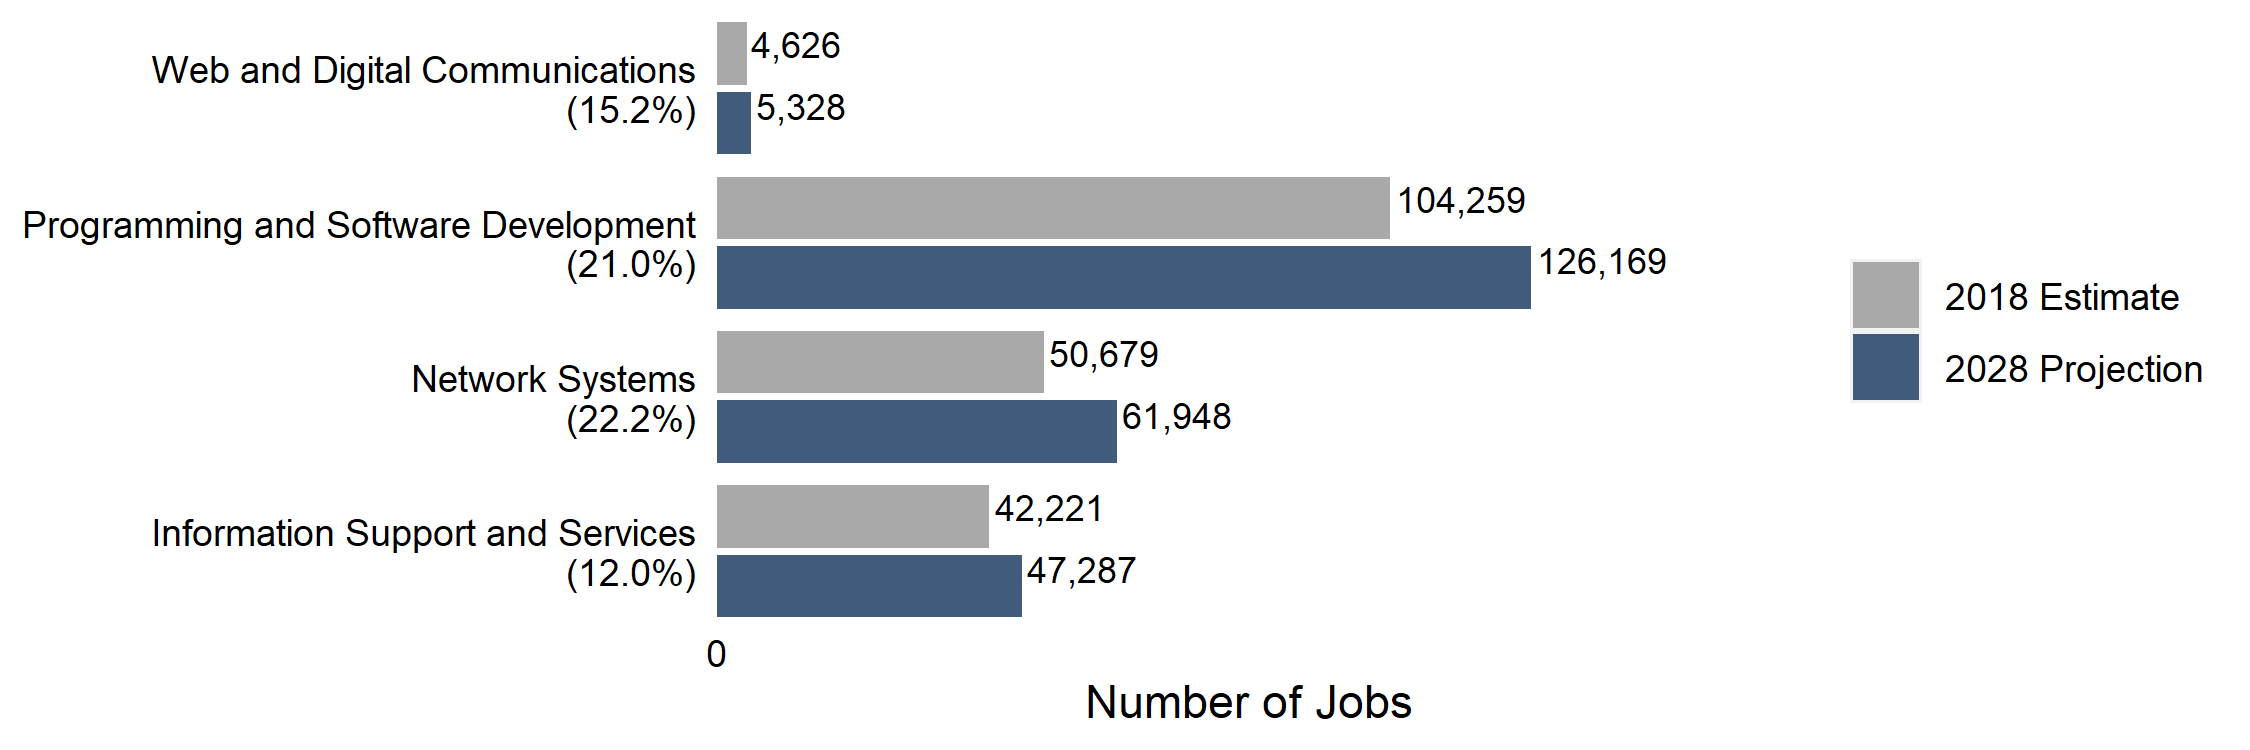 Web and Digital Communications
(15.2%)
4,626
5,328
Programming and Software Development
(21.0%)
104,259
126,169
Network Systems
(22.2%)
50,679
61,948
Information Support and Services
(12.0%)
42,221
47,287
0
Number of Jobs
2018 Estimate
2028 Projection